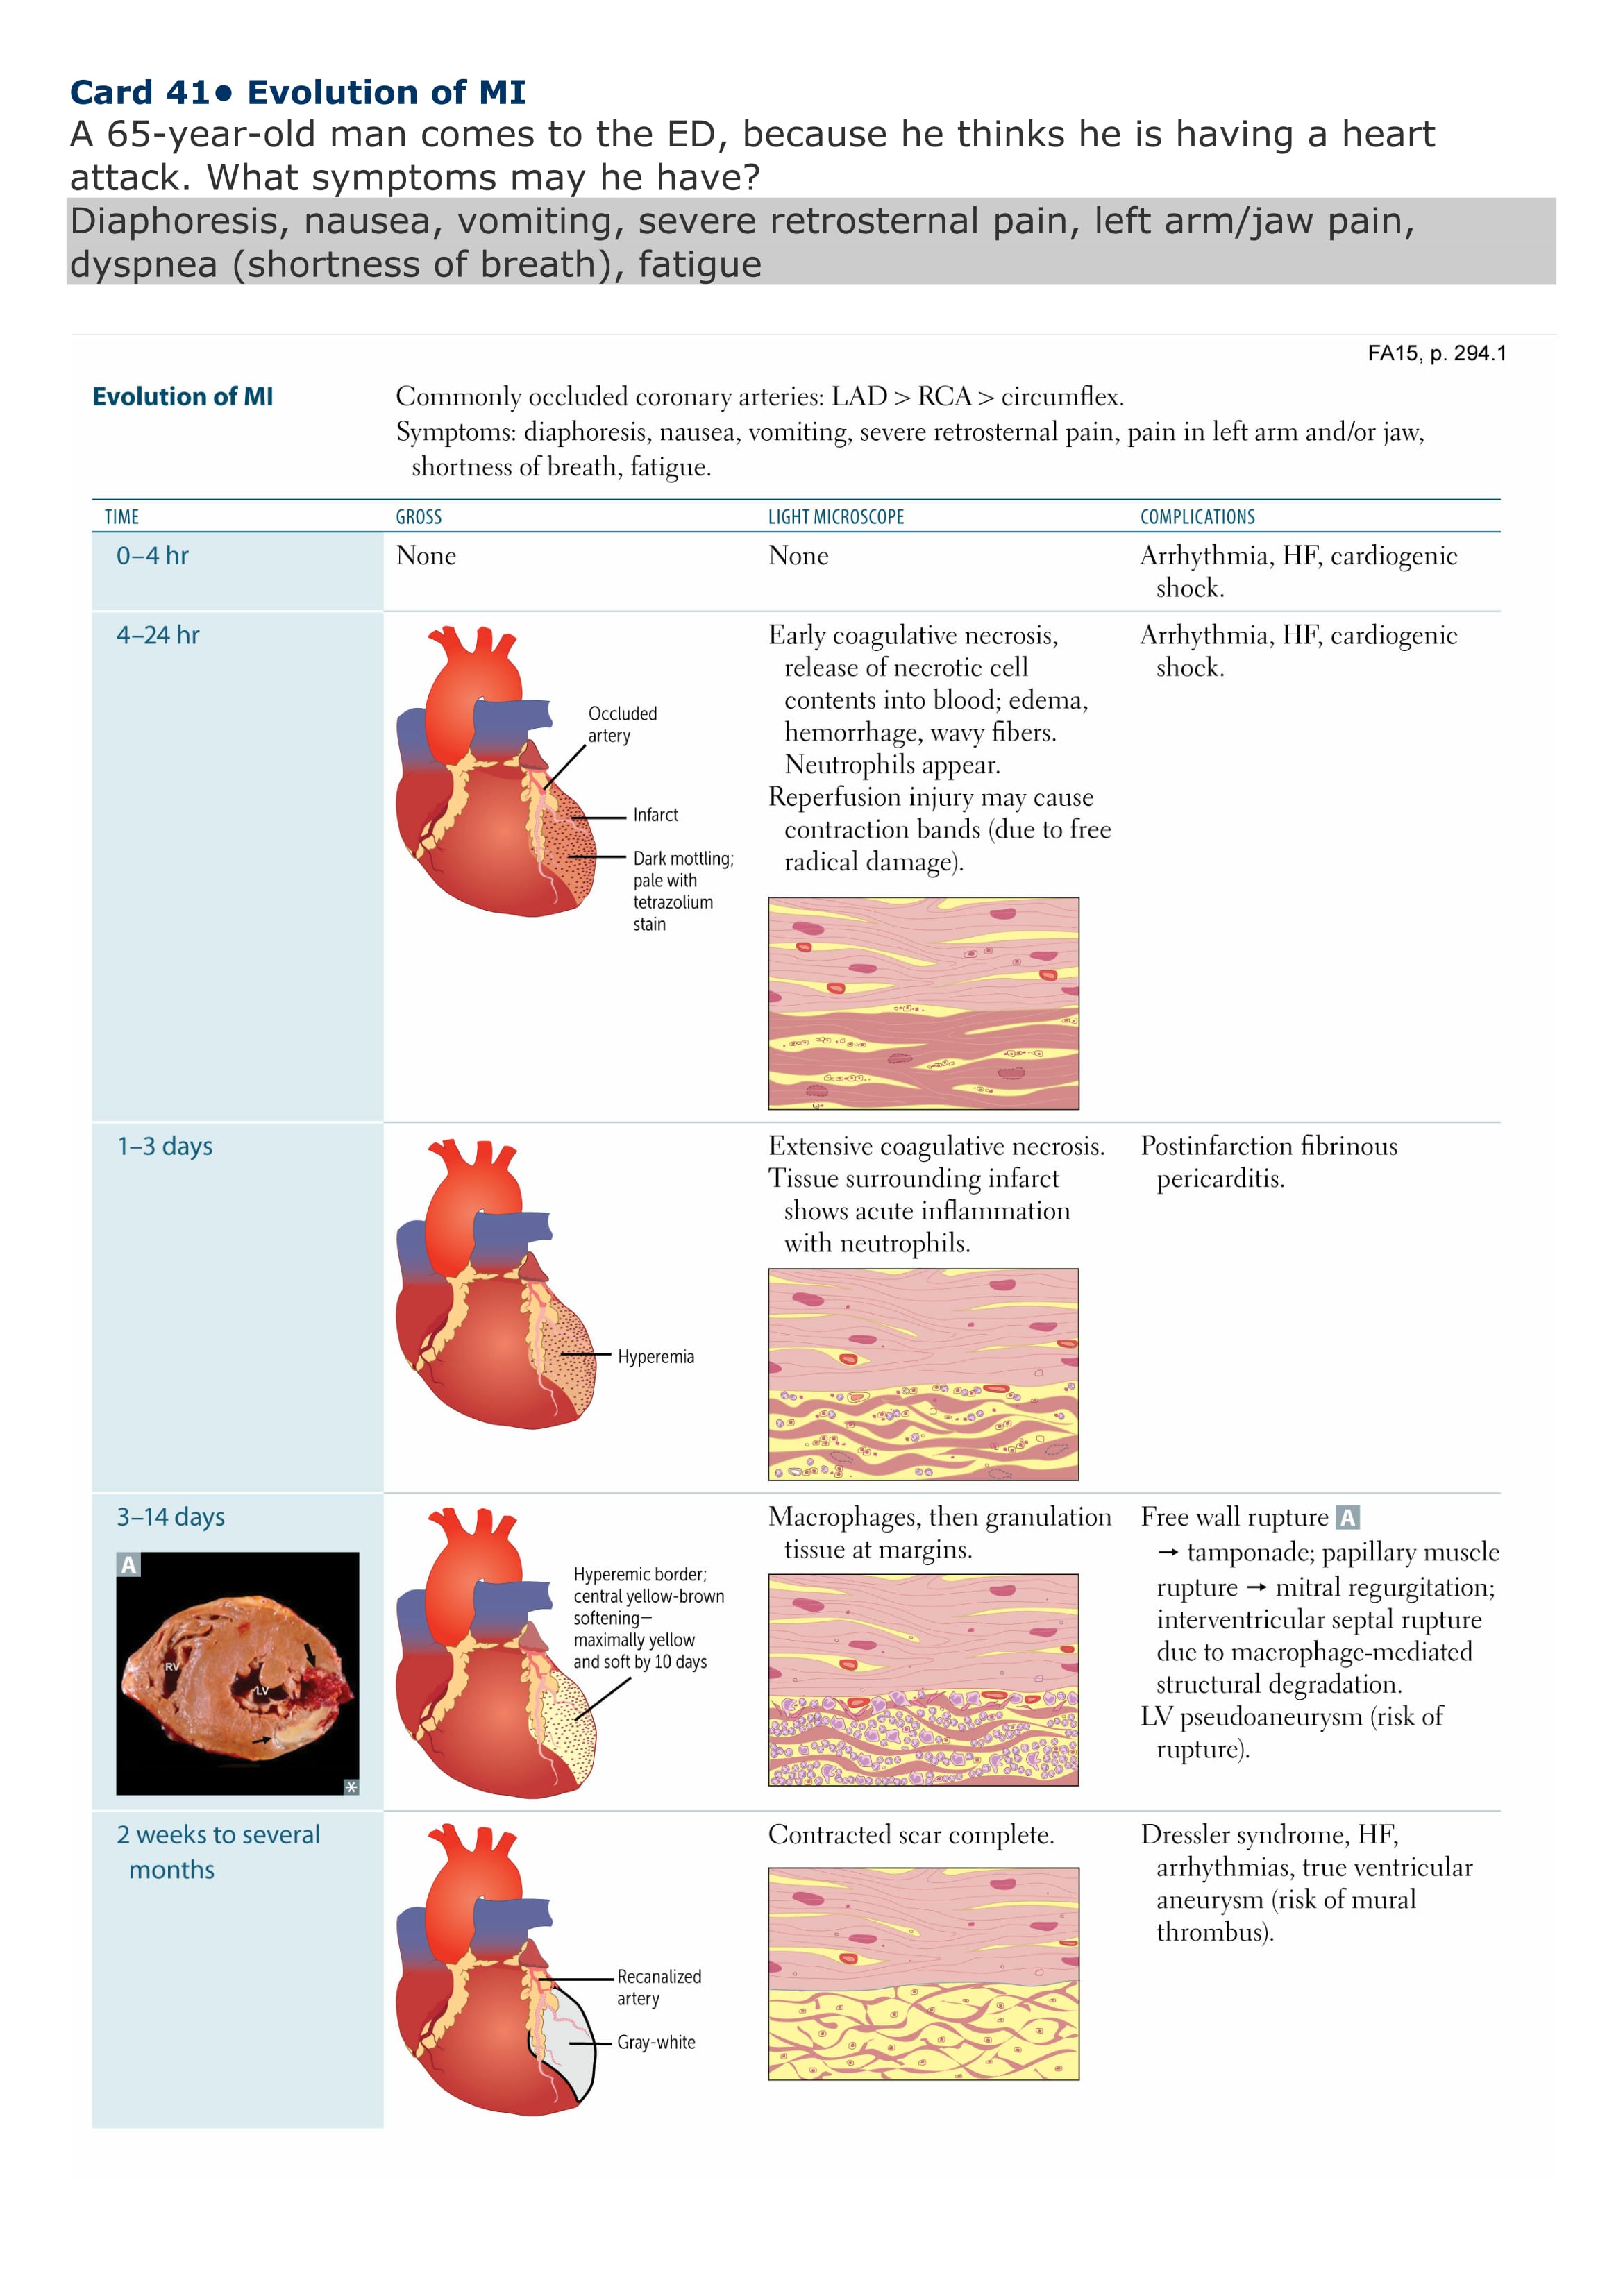 Card 41● Evolution of MI
A 65-year-old man comes to the ED, because he thinks he is having a heart
attack. What symptoms may he have?
Diaphoresis, nausea, vomiting, severe retrosternal pain, left arm/jaw pain,
dyspnea (shortness of breath), fatigue
FA15, p. 294.1
Evolution of MI
Commonly occluded coronary arteries: LAD > RCA > circumflex.
Symptoms: diaphoresis, nausea, vomiting, severe retrosternal pain, pain in left arm and/or jaw,
shortness of breath, fatigue.
TIME GROSS LIGHT MICROSCOPE COMPLICATIONS
0–4 hr
None
None
Arrhythmia, HF, cardiogenic
shock.
4–24 hr
Occluded
artery
Infarct
Dark mottling;
pale with
tetrazolium
stain
Early coagulative necrosis,
release of necrotic cell
contents into blood; edema,
hemorrhage, wavy fibers.
Neutrophils appear.
Reperfusion injury may cause
contraction bands (due to free
radical damage).
Arrhythmia, HF, cardiogenic
shock.
1–3 days
Hyperemia
Extensive coagulative necrosis.
Tissue surrounding infarct
shows acute inflammation
with neutrophils.
Postinfarction fibrinous
pericarditis.
3–14 days
A
RV
LV
*
Hyperemic border;
central yellow-brown
softening—
maximally yellow
and soft by 10 days
Macrophages, then granulation
tissue at margins.
Free wall rupture A
→ tamponade; papillary muscle
rupture → mitral regurgitation;
interventricular septal rupture
due to macrophage-mediated
structural degradation.
LV pseudoaneurysm (risk of
rupture).
2 weeks to several
months
Recanalized
artery
Gray-white
Contracted scar complete.
Dressler syndrome, HF,
arrhythmias, true ventricular
aneurysm (risk of mural
thrombus).